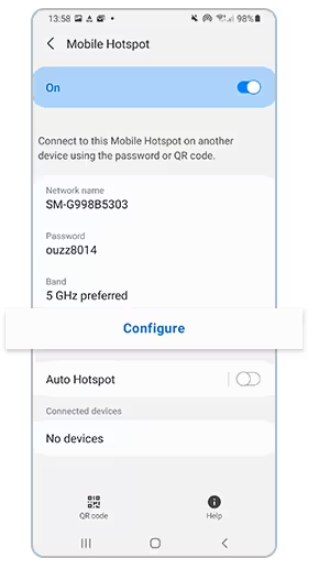 13:58 98%
Mobile Hotspot
On
Connect to this Mobile Hotspot on another
device using the password or QR code.
Network name
SM-G998B5303
Password
ouzz8014
Band
5 GHz preferred
Configure
Auto Hotspot
Connected devices
No devices
QR code Help